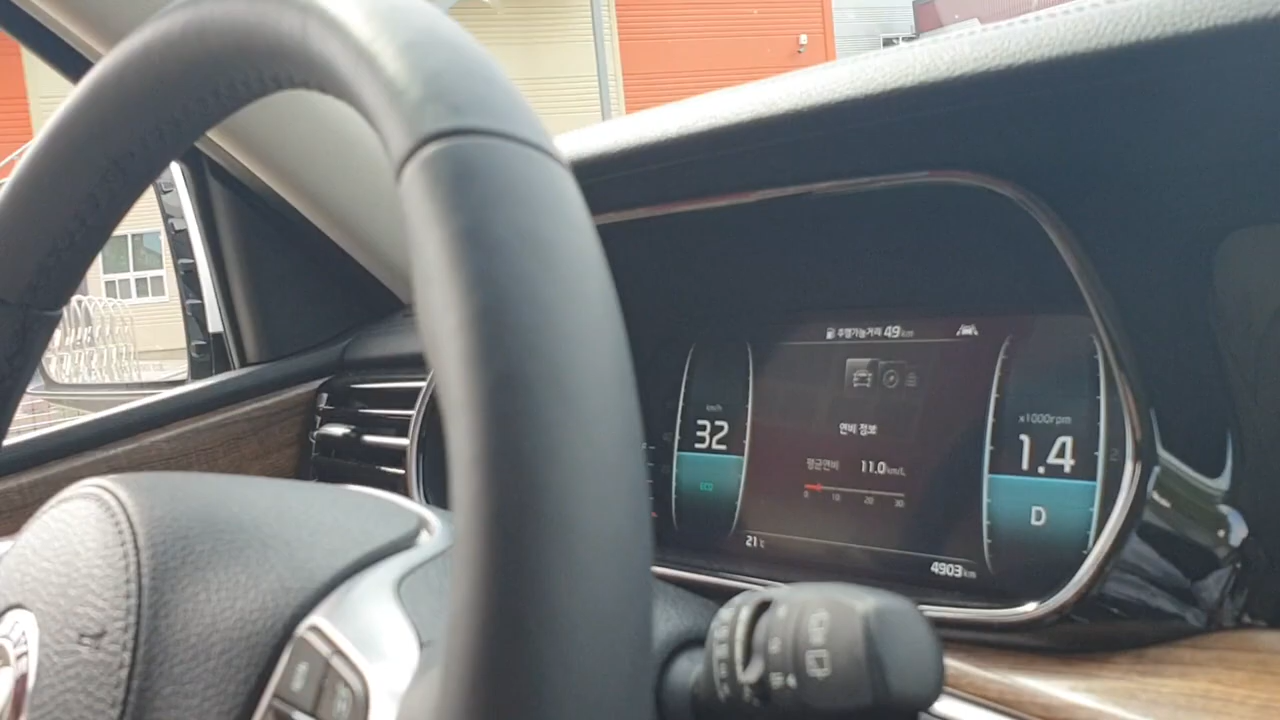 주행가능거리 49 km
km/h
32
ECO
연비 정보
평균연비 11.0 km/L
0 10 20 30
x1000rpm
1.4
D
21℃
4903 km